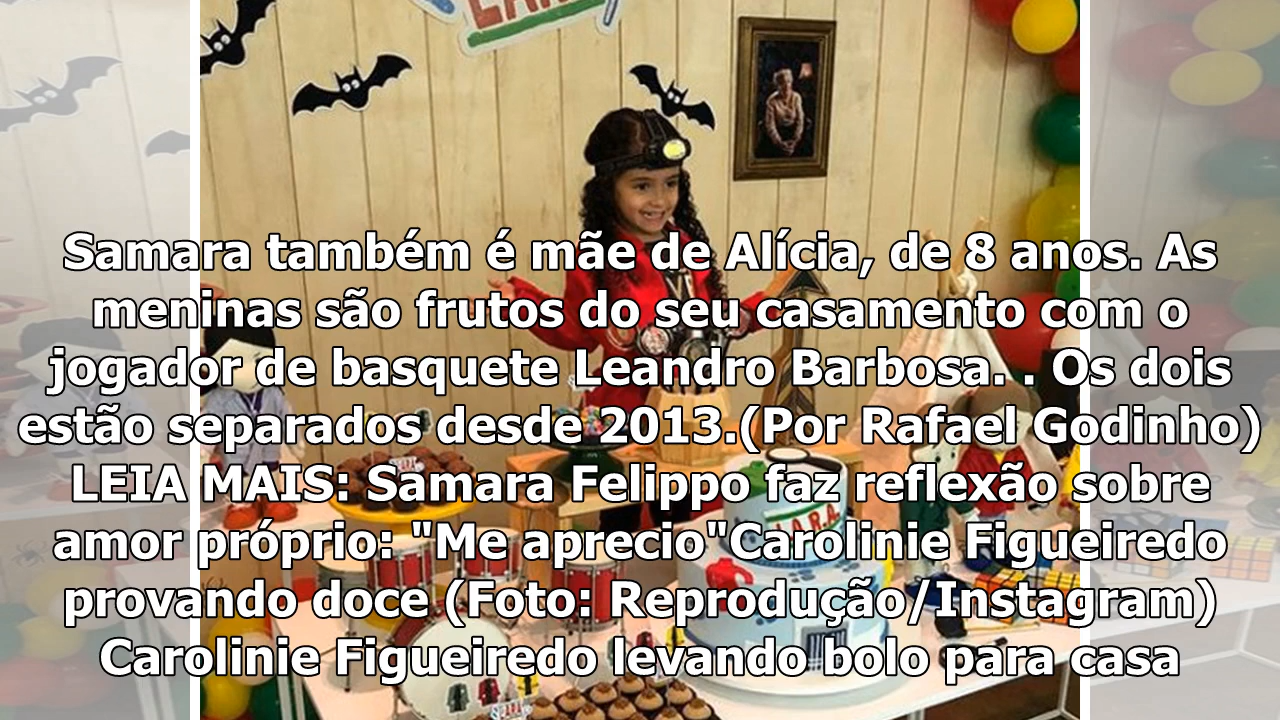 LARA
Samara também é mãe de Alícia, de 8 anos. As
meninas são frutos do seu casamento com o
jogador de basquete Leandro Barbosa. . Os dois
estão separados desde 2013.(Por Rafael Godinho)
LEIA MAIS: Samara Felippo faz reflexão sobre
amor próprio: "Me aprecio"Carolinie Figueiredo
provando doce (Foto: Reprodução/Instagram)
Carolinie Figueiredo levando bolo para casa
LARA